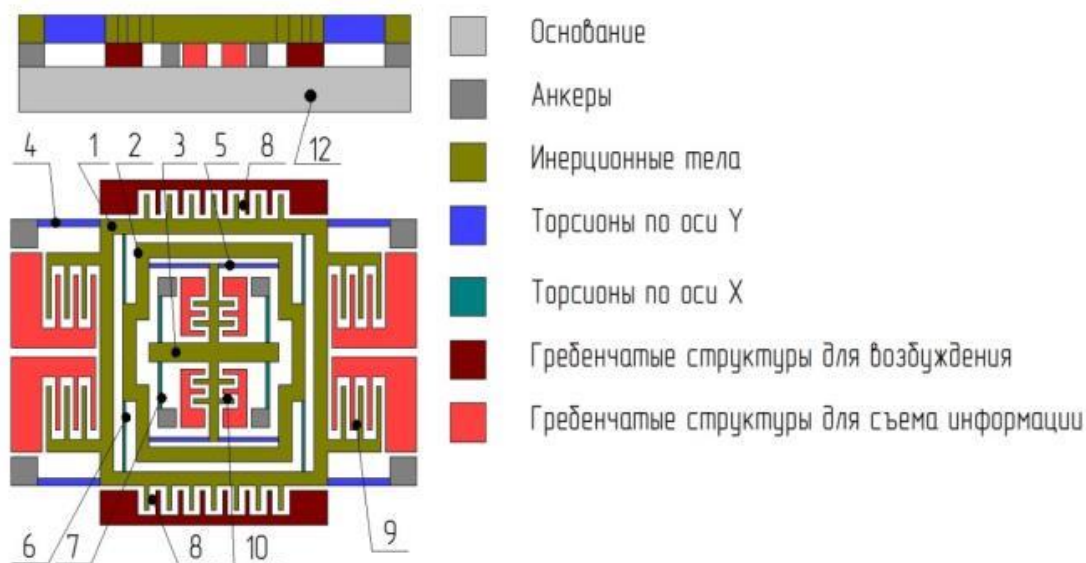 Основание
Анкеры
Инерционные тела
Торсионы по оси Y
Торсионы по оси X
Гребенчатые структуры для возбуждения
Гребенчатые структуры для съема информации
4 1 2 3 5 8 12
6 7 8 10 9